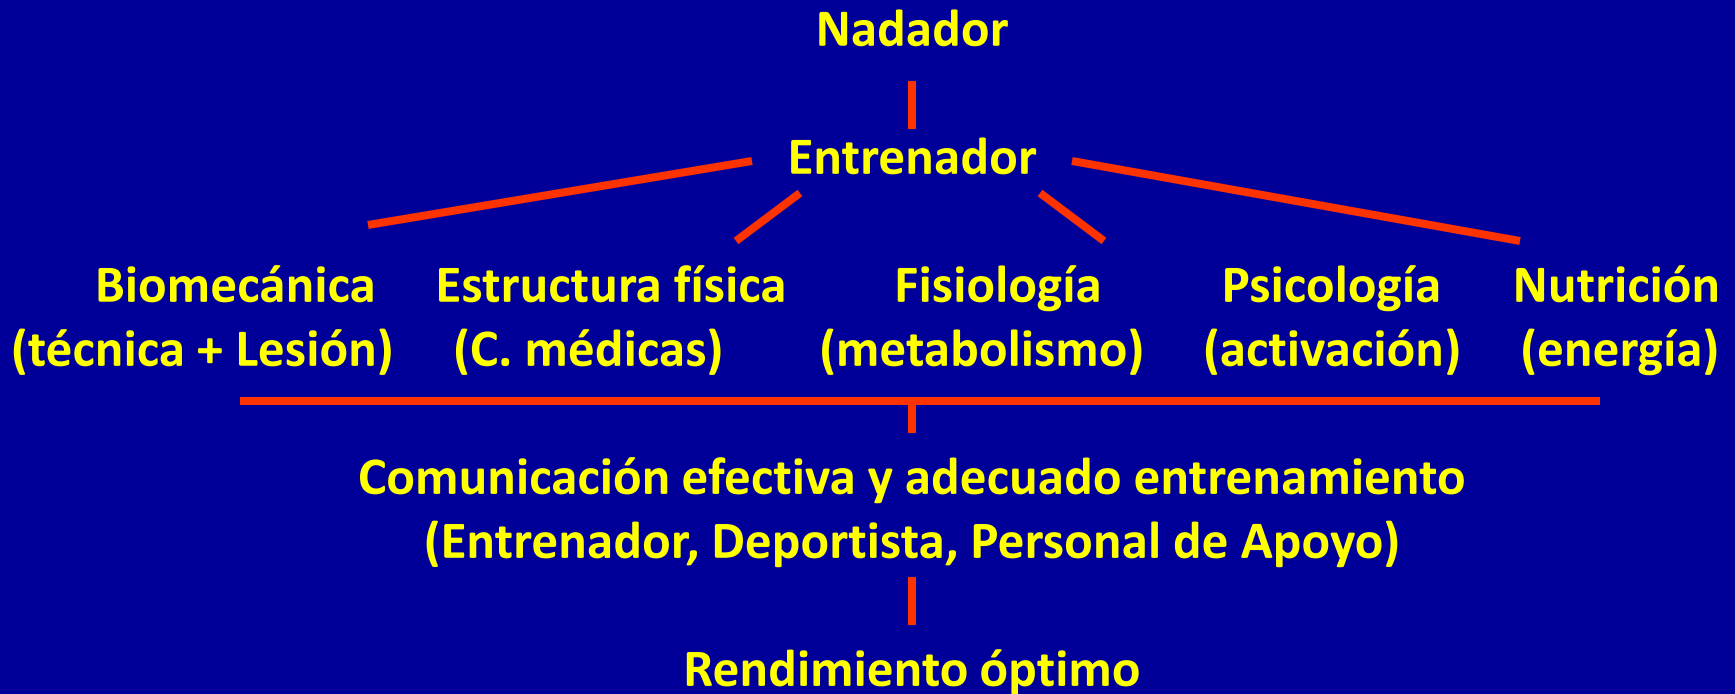 Nadador
Entrenador
Biomecánica Estructura física Fisiología Psicología Nutrición
(técnica + Lesión) (C. médicas) (metabolismo) (activación) (energía)
Comunicación efectiva y adecuado entrenamiento
(Entrenador, Deportista, Personal de Apoyo)
Rendimiento óptimo